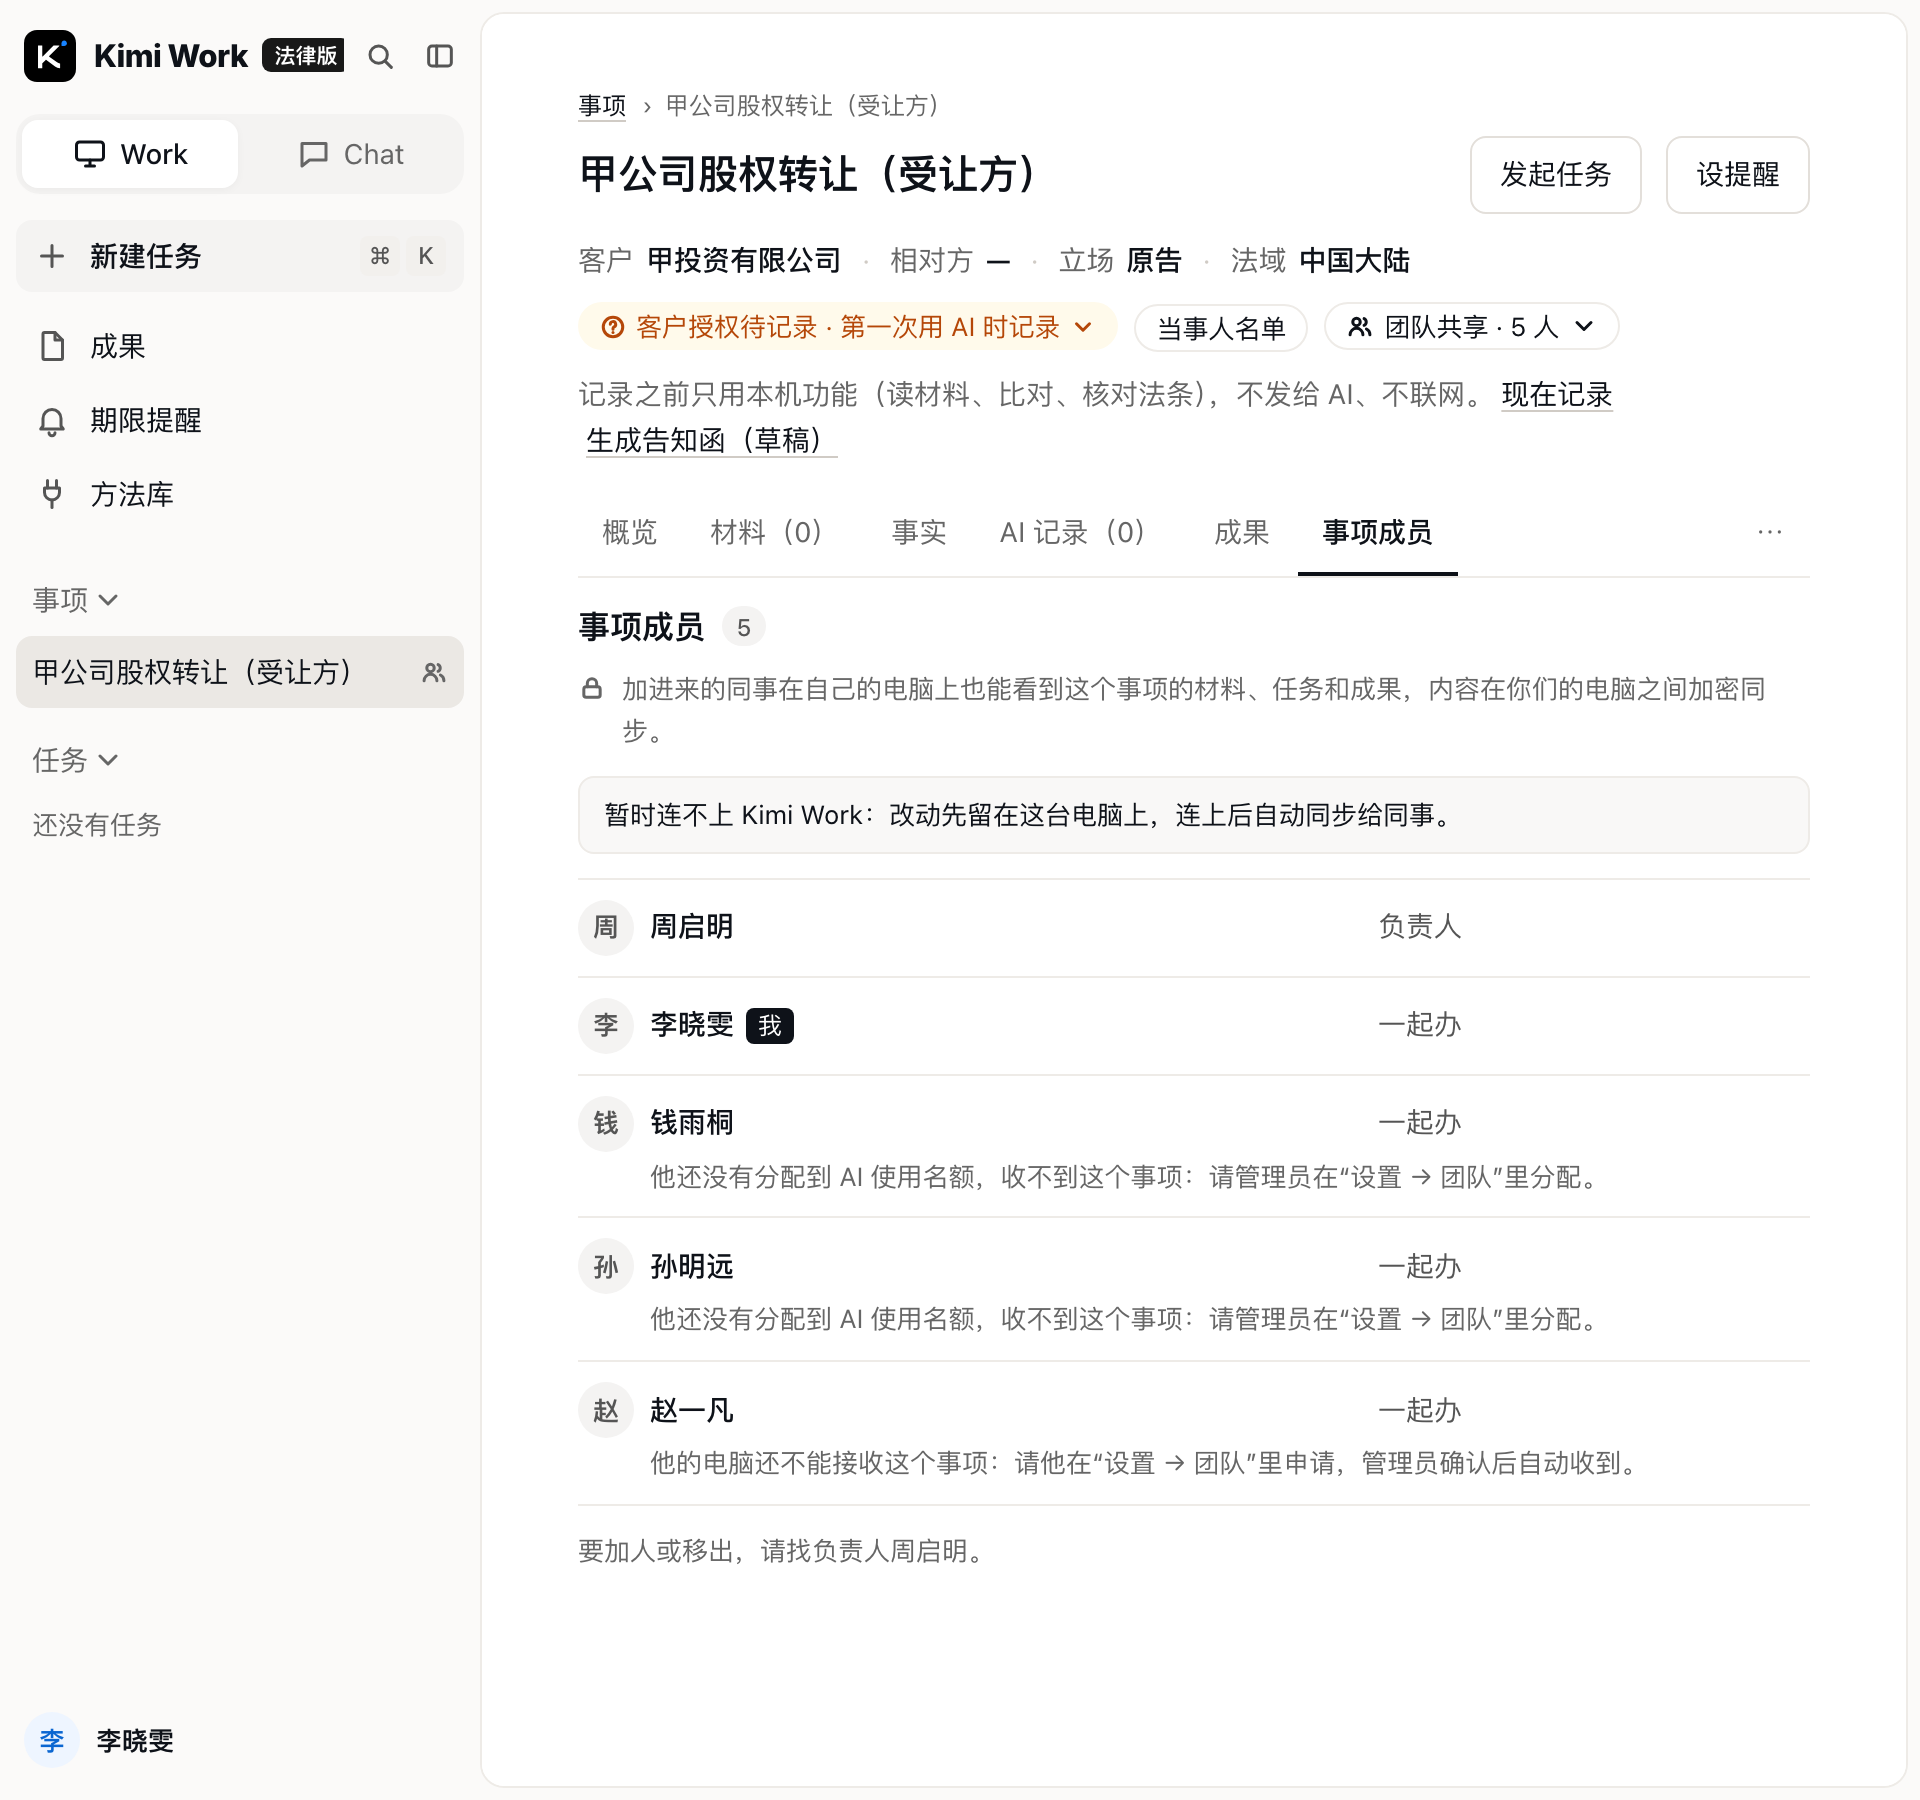 Kimi Work 法律版
Work
Chat
新建任务 ⌘ K
成果
期限提醒
方法库
事项
甲公司股权转让（受让方）
任务
还没有任务
李 李晓雯
事项 › 甲公司股权转让（受让方）
甲公司股权转让（受让方）
发起任务
设提醒
客户 甲投资有限公司 · 相对方 — · 立场 原告 · 法域 中国大陆
客户授权待记录 · 第一次用 AI 时记录
当事人名单
团队共享 · 5 人
记录之前只用本机功能（读材料、比对、核对法条），不发给 AI、不联网。 现在记录
生成告知函（草稿）
概览 材料（0） 事实 AI 记录（0） 成果 事项成员 ···
事项成员 5
加进来的同事在自己的电脑上也能看到这个事项的材料、任务和成果，内容在你们的电脑之间加密同
步。
暂时连不上 Kimi Work：改动先留在这台电脑上，连上后自动同步给同事。
周 周启明 负责人
李 李晓雯 我 一起办
钱 钱雨桐 一起办
他还没有分配到 AI 使用名额，收不到这个事项：请管理员在“设置 → 团队”里分配。
孙 孙明远 一起办
他还没有分配到 AI 使用名额，收不到这个事项：请管理员在“设置 → 团队”里分配。
赵 赵一凡 一起办
他的电脑还不能接收这个事项：请他在“设置 → 团队”里申请，管理员确认后自动收到。
要加人或移出，请找负责人周启明。